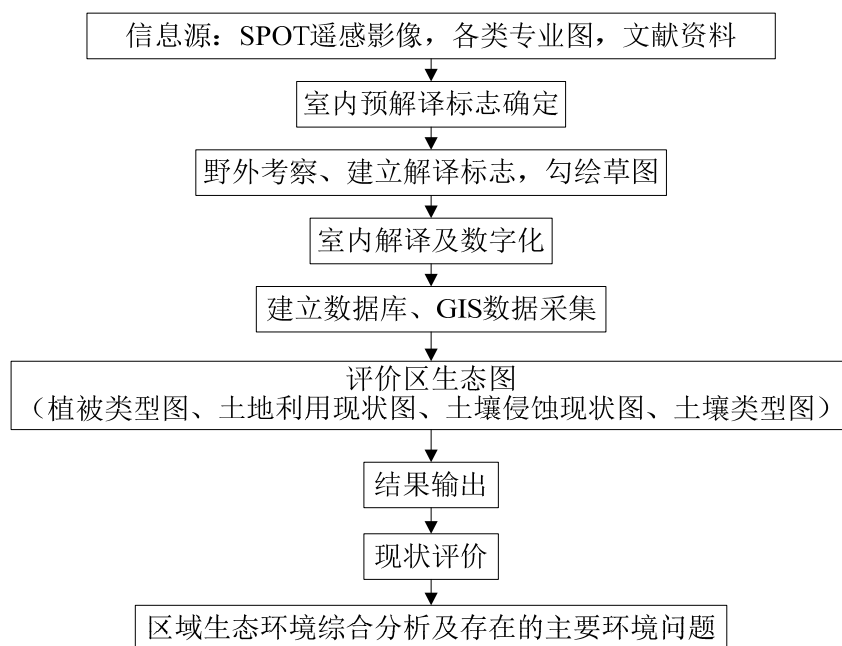 信息源：SPOT遥感影像，各类专业图，文献资料
室内预解译标志确定
野外考察、建立解译标志，勾绘草图
室内解译及数字化
建立数据库、GIS数据采集
评价区生态图
（植被类型图、土地利用现状图、土壤侵蚀现状图、土壤类型图）
结果输出
现状评价
区域生态环境综合分析及存在的主要环境问题